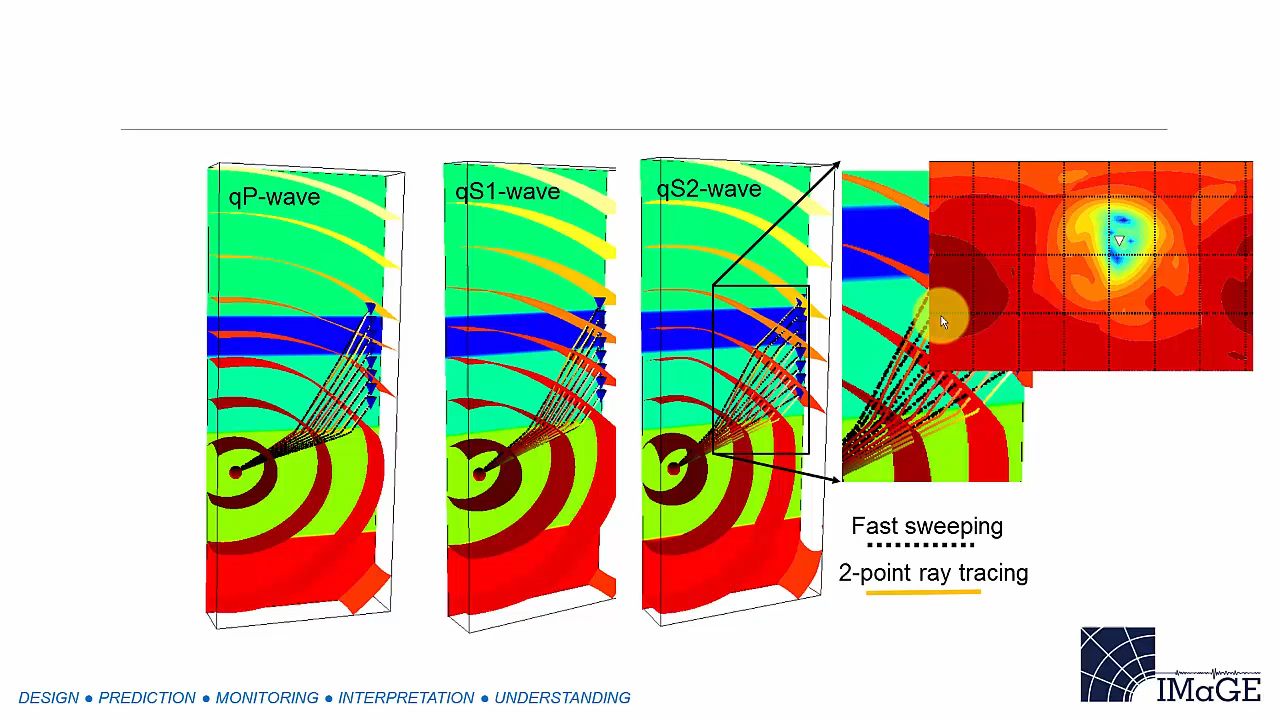 qP-wave
qS1-wave
qS2-wave
Fast sweeping
2-point ray tracing
IMaGE
DESIGN ● PREDICTION ● MONITORING ● INTERPRETATION ● UNDERSTANDING